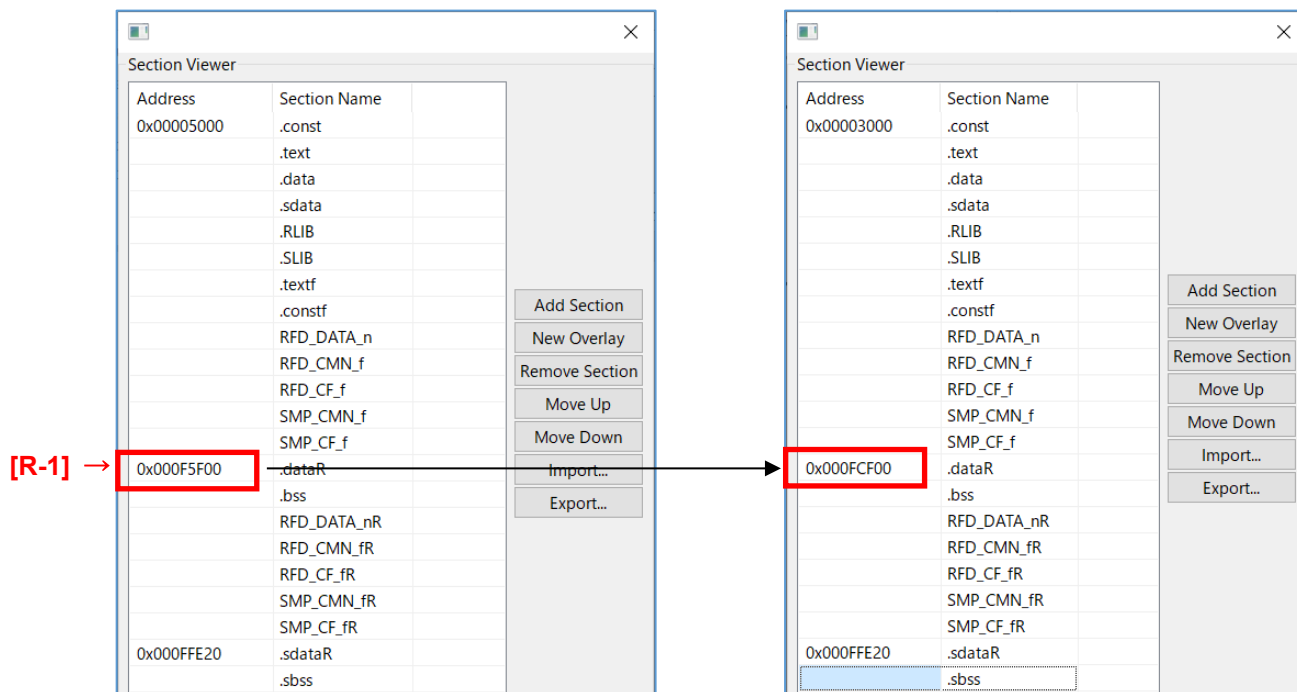 Section Viewer
Address Section Name
0x00005000 .const
.text
.data
.sdata
.RLIB
.SLIB
.textf
.constf
RFD_DATA_n
RFD_CMN_f
RFD_CF_f
SMP_CMN_f
SMP_CF_f
[R-1] → 0x000F5F00 .dataR
.bss
RFD_DATA_nR
RFD_CMN_fR
RFD_CF_fR
SMP_CMN_fR
SMP_CF_fR
0x000FFE20 .sdataR
.sbss
Add Section
New Overlay
Remove Section
Move Up
Move Down
Import...
Export...
Section Viewer
Address Section Name
0x00003000 .const
.text
.data
.sdata
.RLIB
.SLIB
.textf
.constf
RFD_DATA_n
RFD_CMN_f
RFD_CF_f
SMP_CMN_f
SMP_CF_f
0x000FCF00 .dataR
.bss
RFD_DATA_nR
RFD_CMN_fR
RFD_CF_fR
SMP_CMN_fR
SMP_CF_fR
0x000FFE20 .sdataR
.sbss
Add Section
New Overlay
Remove Section
Move Up
Move Down
Import...
Export...